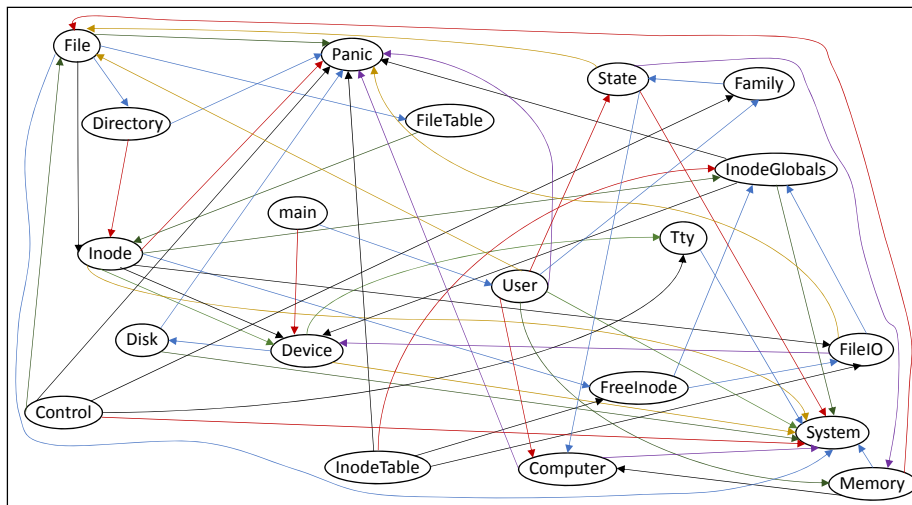 File
Panic
State
Family
Directory
FileTable
InodeGlobals
main
Tty
Inode
User
Disk
Device
FileIO
FreeInode
Control
System
InodeTable
Computer
Memory